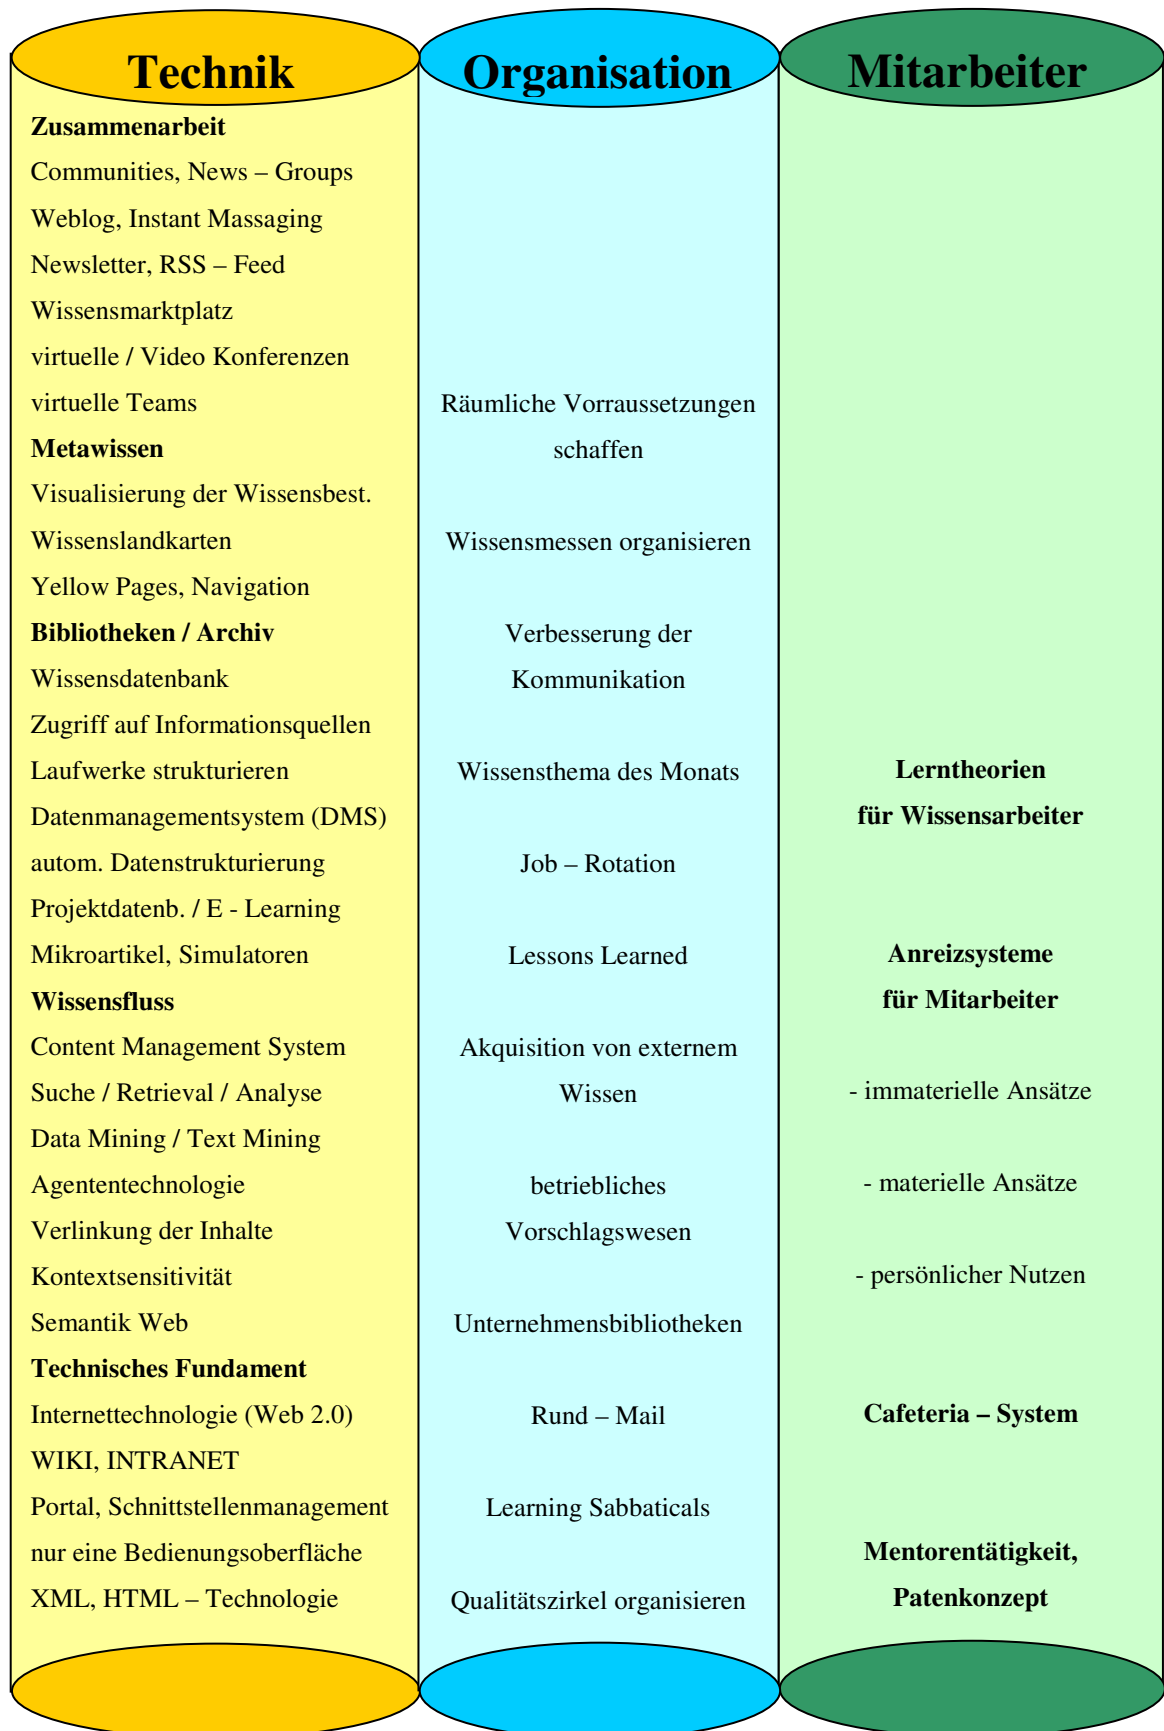 Technik
Zusammenarbeit
Communities, News – Groups
Weblog, Instant Massaging
Newsletter, RSS – Feed
Wissensmarktplatz
virtuelle / Video Konferenzen
virtuelle Teams
Metawissen
Visualisierung der Wissensbest.
Wissenslandkarten
Yellow Pages, Navigation
Bibliotheken / Archiv
Wissensdatenbank
Zugriff auf Informationsquellen
Laufwerke strukturieren
Datenmanagementsystem (DMS)
autom. Datenstrukturierung
Projektdatenb. / E - Learning
Mikroartikel, Simulatoren
Wissensfluss
Content Management System
Suche / Retrieval / Analyse
Data Mining / Text Mining
Agententechnologie
Verlinkung der Inhalte
Kontextsensitivität
Semantik Web
Technisches Fundament
Internettechnologie (Web 2.0)
WIKI, INTRANET
Portal, Schnittstellenmanagement
nur eine Bedienungsoberfläche
XML, HTML – Technologie
Organisation
Räumliche Vorraussetzungen
schaffen
Wissensmessen organisieren
Verbesserung der
Kommunikation
Wissensthema des Monats
Job – Rotation
Lessons Learned
Akquisition von externem
Wissen
betriebliches
Vorschlagswesen
Unternehmensbibliotheken
Rund – Mail
Learning Sabbaticals
Qualitätszirkel organisieren
Mitarbeiter
Lerntheorien
für Wissensarbeiter
Anreizsysteme
für Mitarbeiter
- immaterielle Ansätze
- materielle Ansätze
- persönlicher Nutzen
Cafeteria – System
Mentorentätigkeit,
Patenkonzept